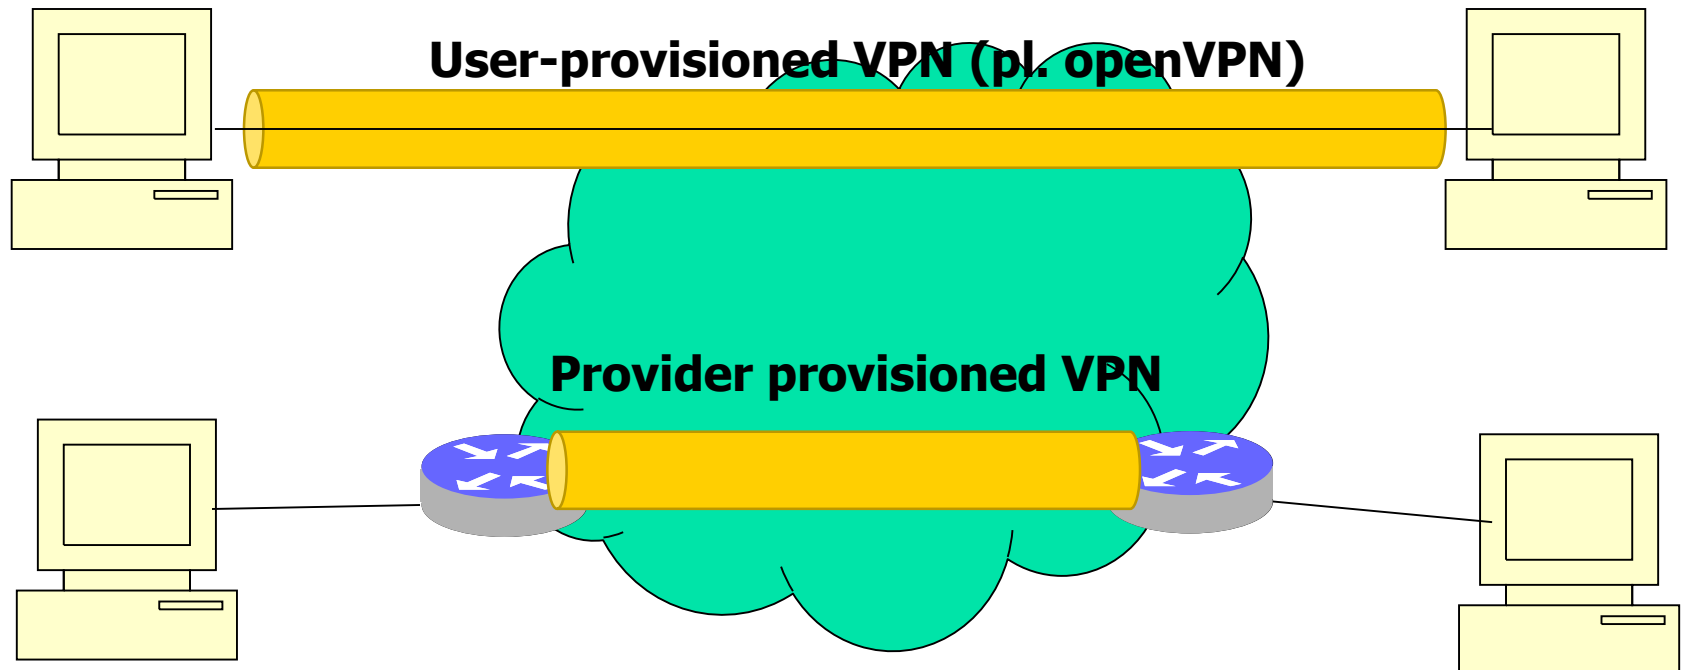 User-provisioned VPN (pl. openVPN)
Provider provisioned VPN